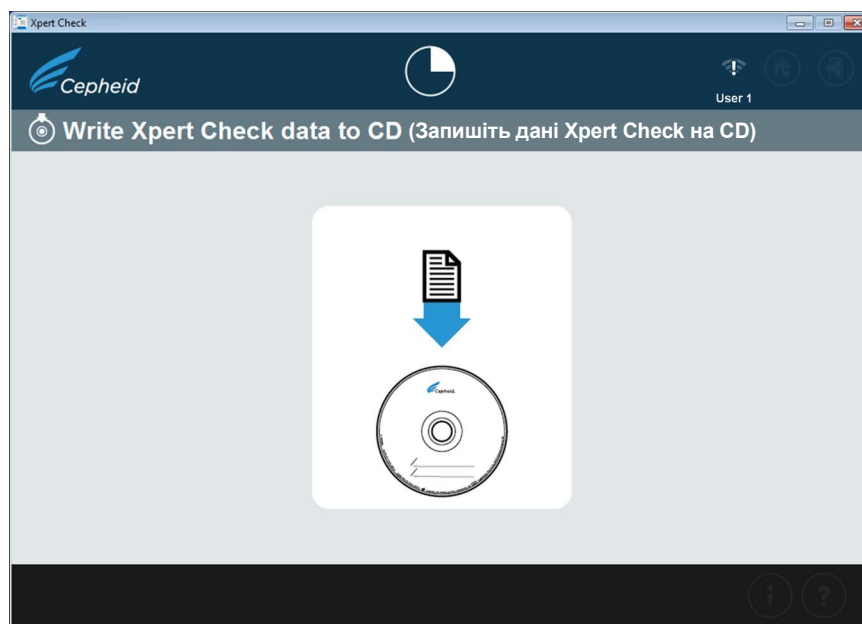 Xpert Check
Cepheid
User 1
Write Xpert Check data to CD (Запишіть дані Xpert Check на CD)
Cepheid